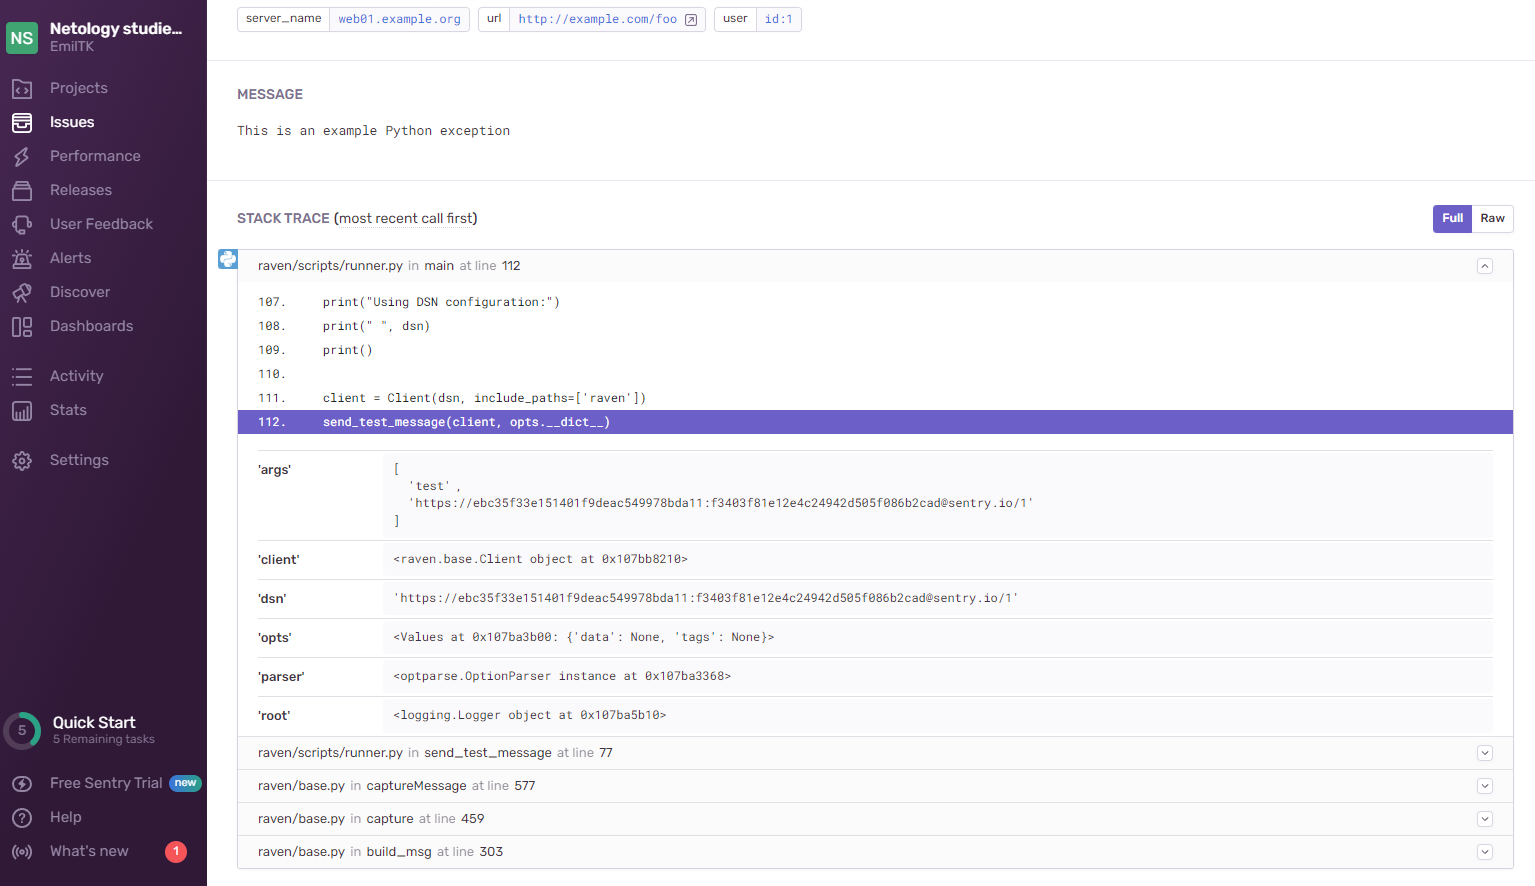 NS
Netology studie...
EmilTK
Projects
Issues
Performance
Releases
User Feedback
Alerts
Discover
Dashboards
Activity
Stats
Settings
5
Quick Start
5 Remaining tasks
Free Sentry Trial new
Help
What's new 1
server_name web01.example.org url http://example.com/foo user id:1
MESSAGE
This is an example Python exception
STACK TRACE (most recent call first)
Full Raw
raven/scripts/runner.py in main at line 112
107. print("Using DSN configuration:")
108. print(" ", dsn)
109. print()
110.
111. client = Client(dsn, include_paths=['raven'])
112. send_test_message(client, opts.__dict__)
'args'
[
'test' ,
'https://ebc35f33e151401f9deac549978bda11:f3403f81e12e4c24942d505f086b2cad@sentry.io/1'
]
'client' <raven.base.Client object at 0x107bb8210>
'dsn' 'https://ebc35f33e151401f9deac549978bda11:f3403f81e12e4c24942d505f086b2cad@sentry.io/1'
'opts' <Values at 0x107ba3b00: {'data': None, 'tags': None}>
'parser' <optparse.OptionParser instance at 0x107ba3368>
'root' <logging.Logger object at 0x107ba5b10>
raven/scripts/runner.py in send_test_message at line 77
raven/base.py in captureMessage at line 577
raven/base.py in capture at line 459
raven/base.py in build_msg at line 303